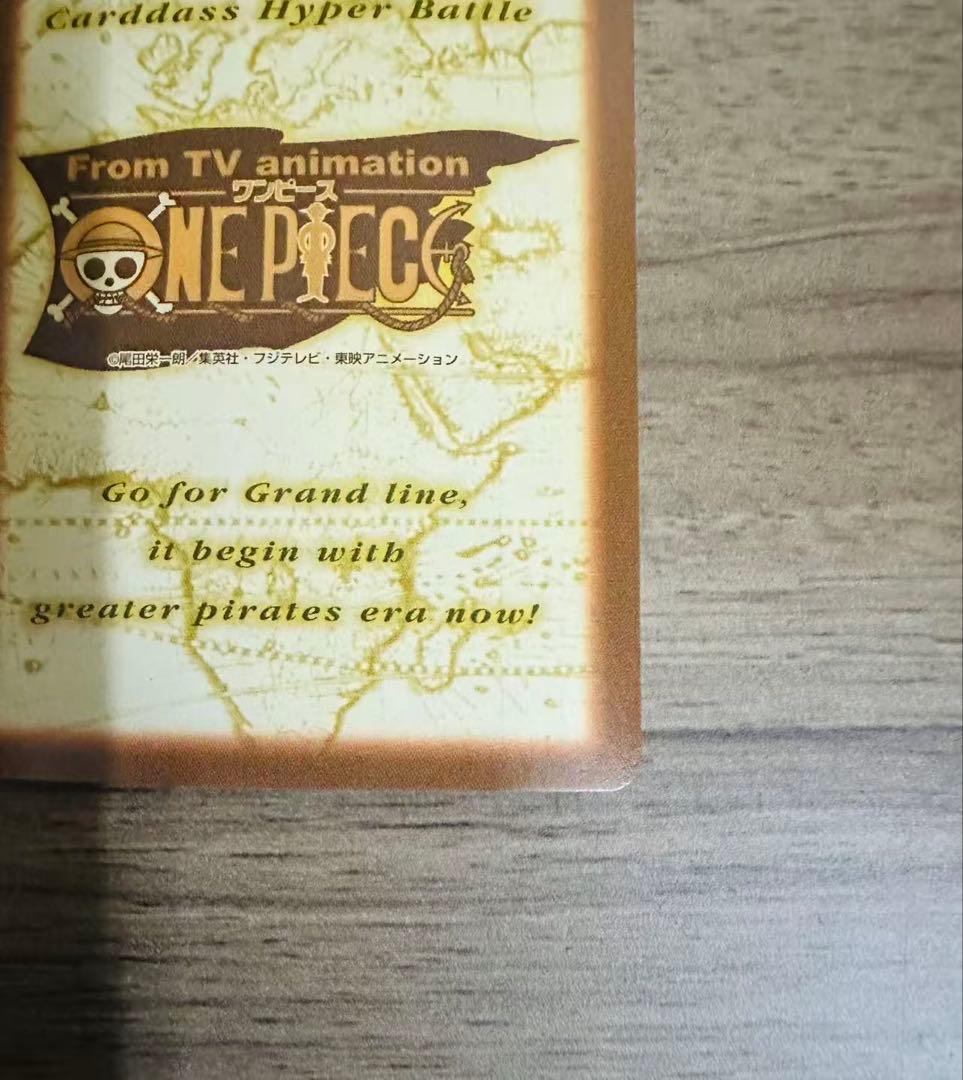 Carddass Hyper Battle
From TV animation
ワンピース
ONE PIECE
©尾田栄一郎／集英社・フジテレビ・東映アニメーション
Go for Grand line,
it begin with
greater pirates era now!